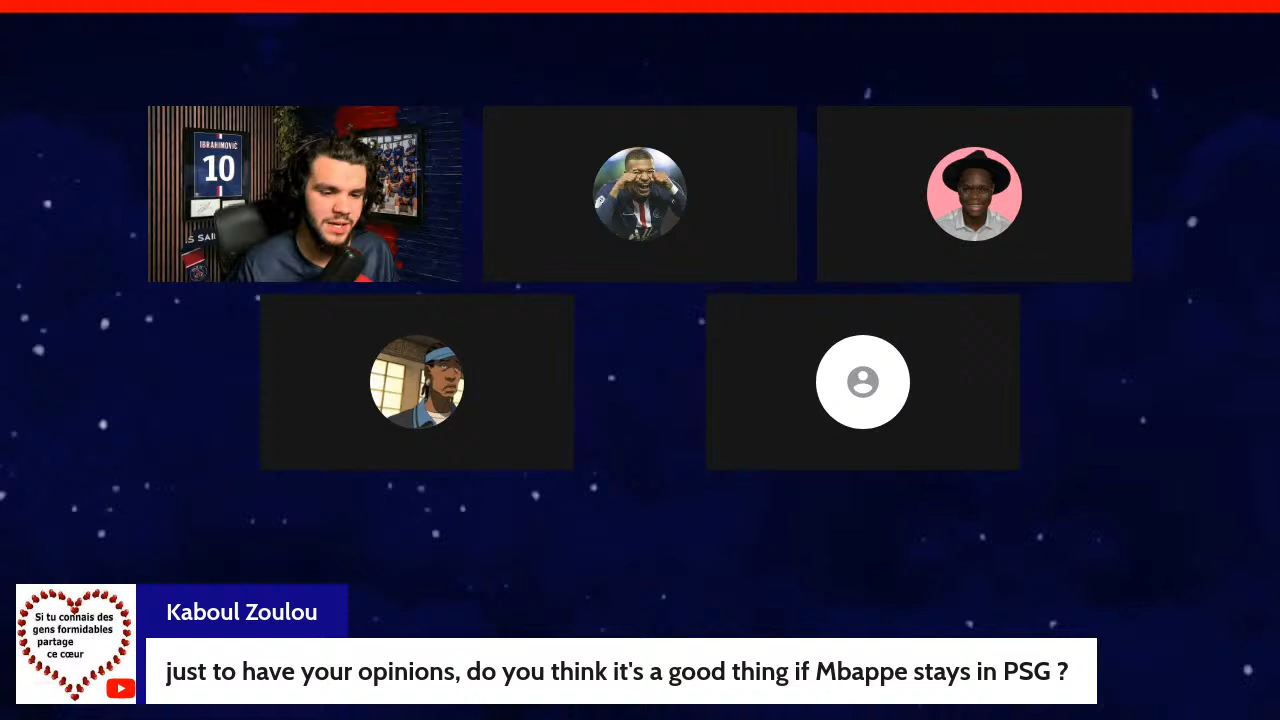 IBRAHIMOVIĆ
10
Kaboul Zoulou
Si tu connais des
gens formidables
partage
ce cœur
just to have your opinions, do you think it's a good thing if Mbappe stays in PSG ?